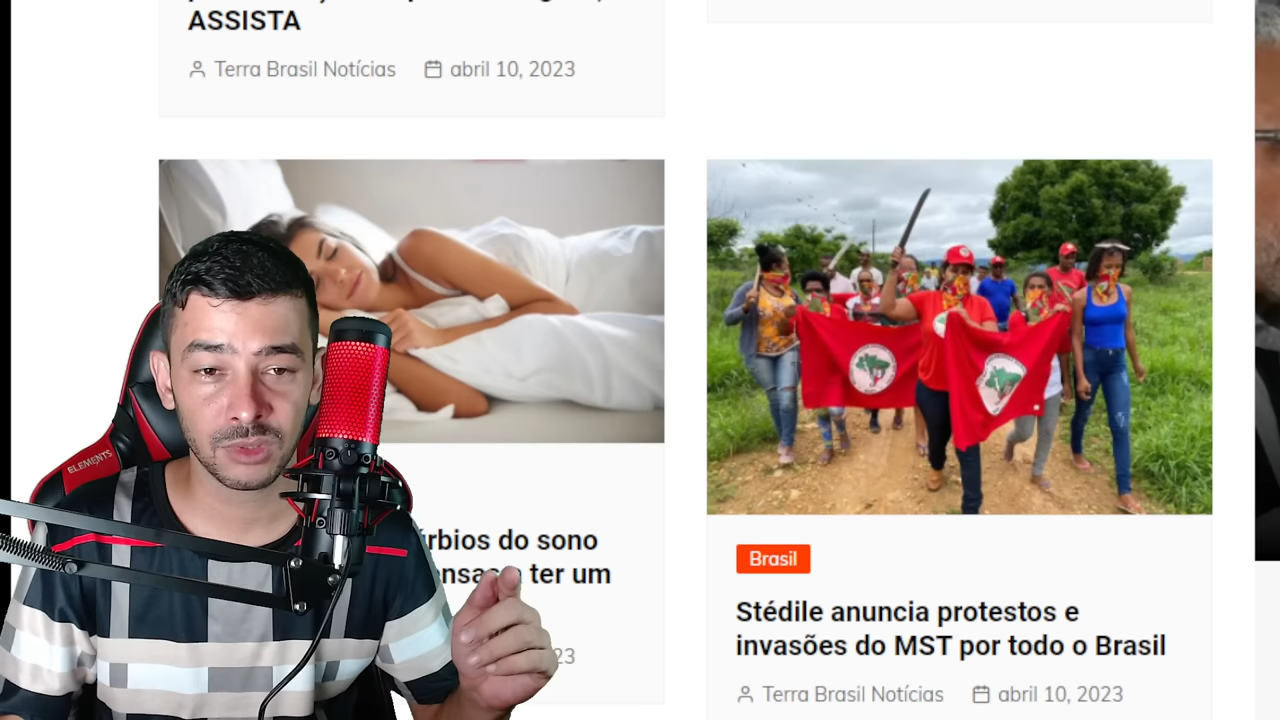 ASSISTA
Terra Brasil Notícias abril 10, 2023
ELEMENTS
do sono
ter um
23
Brasil
Stédile anuncia protestos e
invasões do MST por todo o Brasil
Terra Brasil Notícias abril 10, 2023